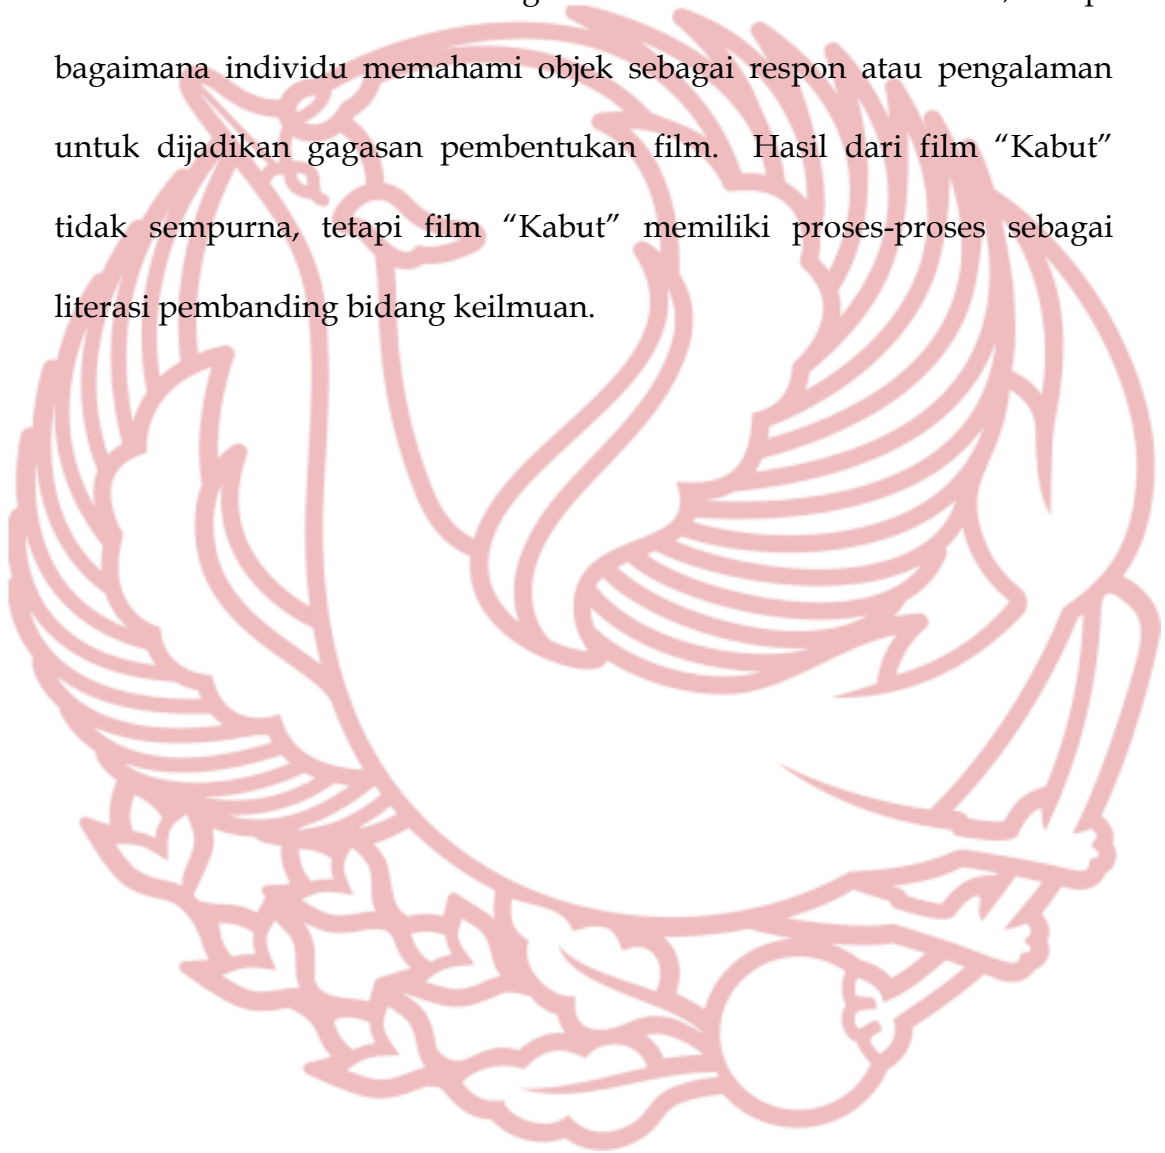 bagaimana individu memahami objek sebagai respon atau pengalaman
untuk dijadikan gagasan pembentukan film. Hasil dari film “Kabut”
tidak sempurna, tetapi film “Kabut” memiliki proses-proses sebagai
literasi pembanding bidang keilmuan.